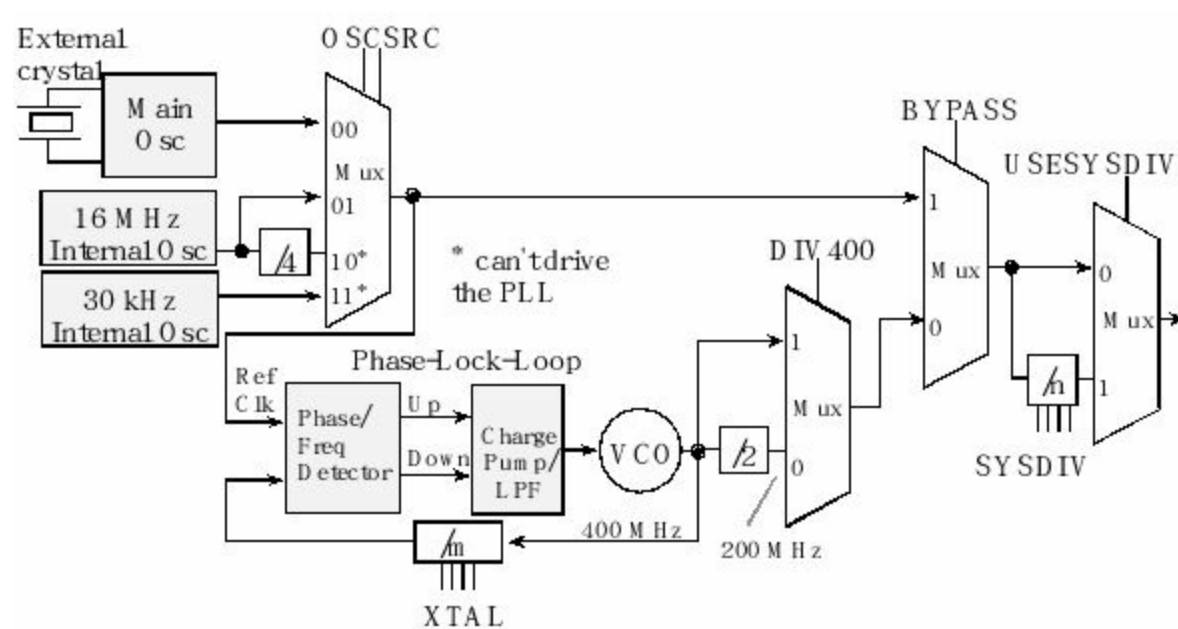 External
crystal
Main
Osc
OSCSRC
00
Mux
01
10*
11*
16 MHz
Internal Osc
/4
30 kHz
Internal Osc
* can't drive
the PLL
BYPASS
1
Mux
0
USESYSDIV
0
Mux
1
/n
SYSDIV
DIV400
1
Mux
0
Phase-Lock-Loop
Ref
Clk
Phase/
Freq
Detector
Up
Down
Charge
Pump/
LPF
VCO
/2
400 MHz
200 MHz
/m
XTAL